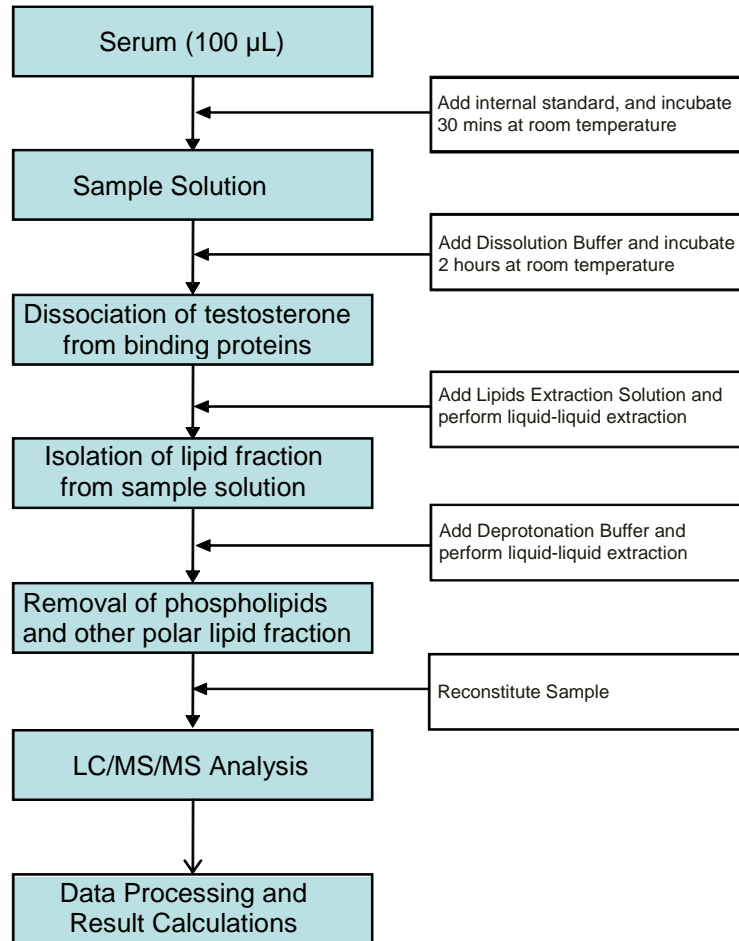 Serum (100 µL)
Add internal standard, and incubate
30 mins at room temperature
Sample Solution
Add Dissolution Buffer and incubate
2 hours at room temperature
Dissociation of testosterone
from binding proteins
Add Lipids Extraction Solution and
perform liquid-liquid extraction
Isolation of lipid fraction
from sample solution
Add Deprotonation Buffer and
perform liquid-liquid extraction
Removal of phospholipids
and other polar lipid fraction
Reconstitute Sample
LC/MS/MS Analysis
Data Processing and
Result Calculations